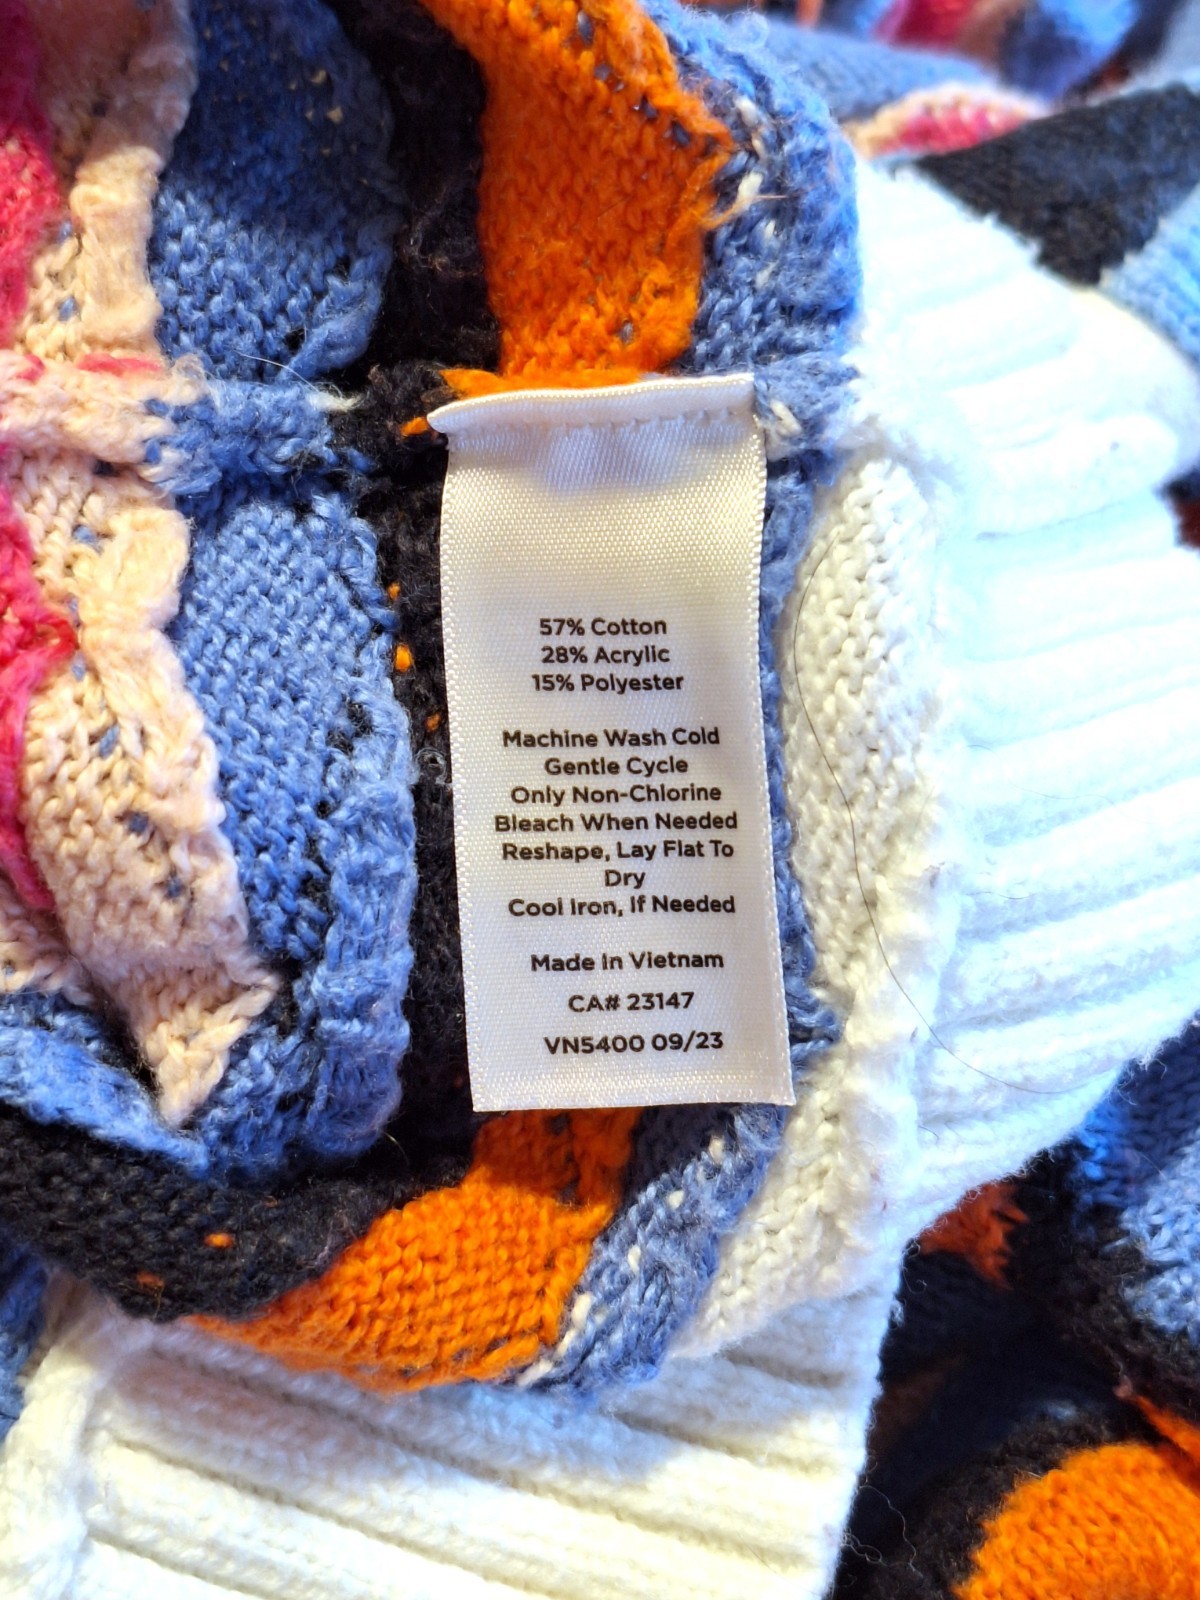 57% Cotton
28% Acrylic
15% Polyester
Machine Wash Cold
Gentle Cycle
Only Non-Chlorine
Bleach When Needed
Reshape, Lay Flat To
Dry
Cool Iron, If Needed
Made In Vietnam
CA# 23147
VN5400 09/23